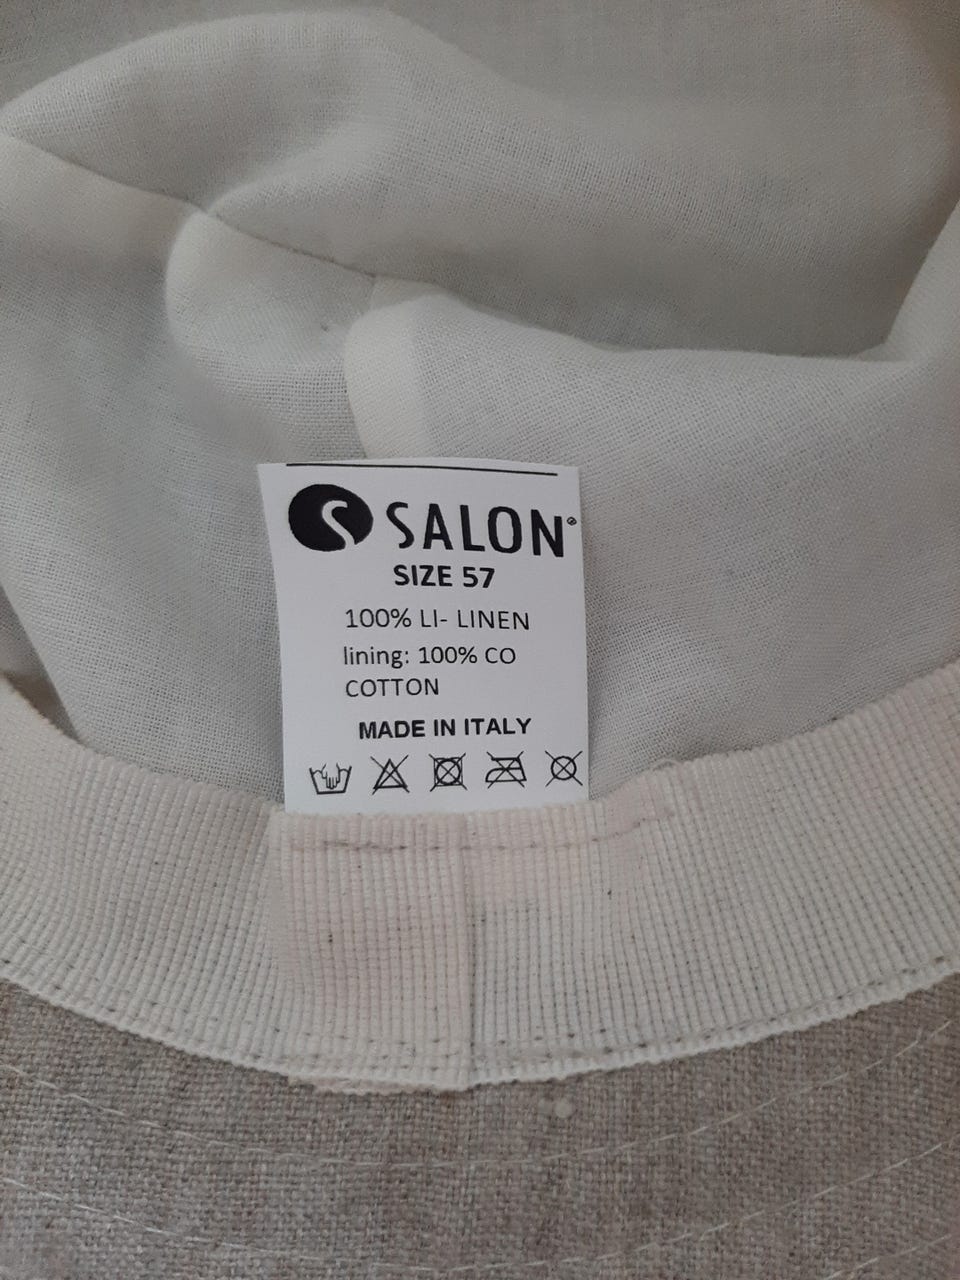 SALON®
SIZE 57
100% LI- LINEN
lining: 100% CO
COTTON
MADE IN ITALY